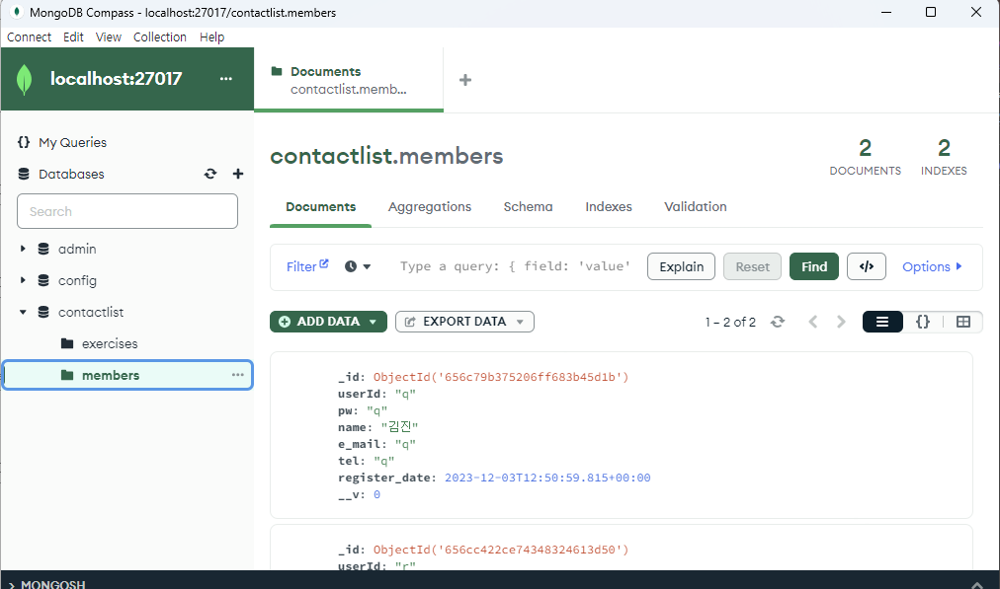 MongoDB Compass - localhost:27017/contactlist.members
Connect Edit View Collection Help
localhost:27017 ...
Documents
contactlist.memb...
My Queries
Databases
Search
admin
config
contactlist
exercises
members ...
contactlist.members
2 DOCUMENTS
2 INDEXES
Documents Aggregations Schema Indexes Validation
Filter Type a query: { field: 'value' Explain Reset Find </> Options
ADD DATA EXPORT DATA 1 – 2 of 2 {}
_id: ObjectId('656c79b375206ff683b45d1b')
userId: "q"
pw: "q"
name: "김진"
e_mail: "q"
tel: "q"
register_date: 2023-12-03T12:50:59.815+00:00
__v: 0
_id: ObjectId('656cc422ce74348324613d50')
userId: "r"
>_MONGOSH